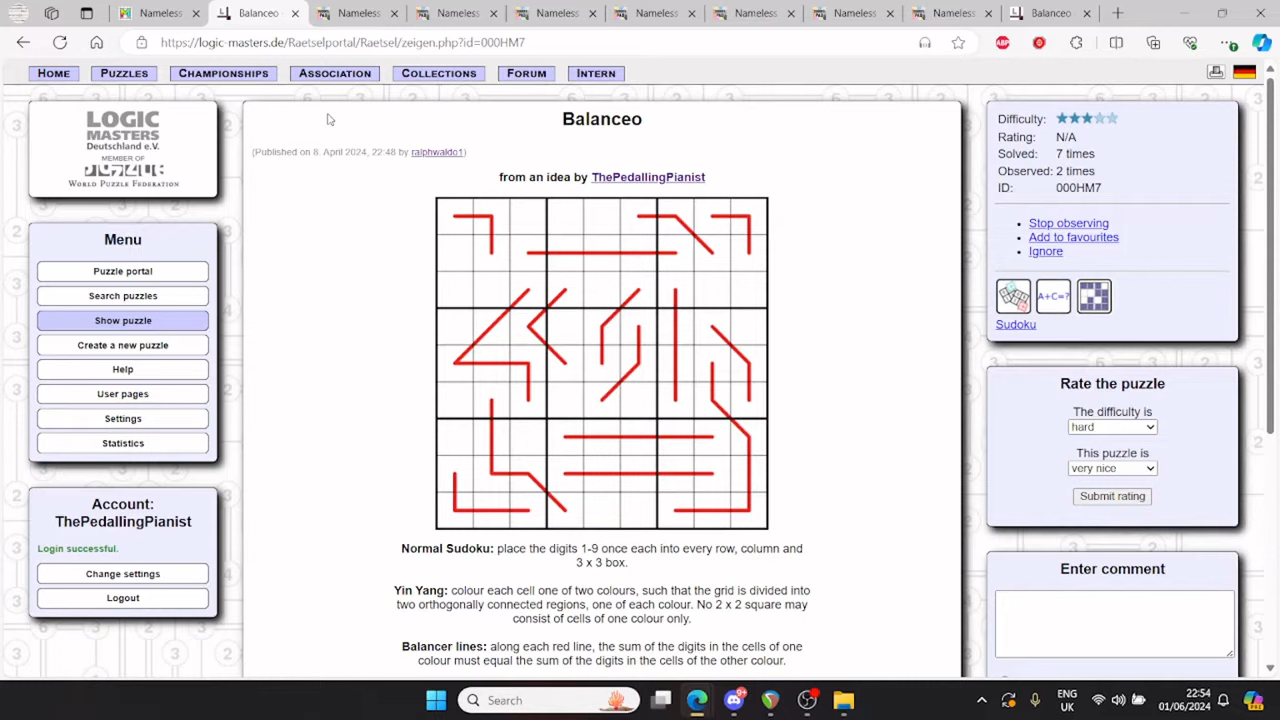 Nameless
Balanceo -
Nameless
Nameless
Nameless
Nameless
Nameless
Nameless
Nameless
Balanceo
https://logic-masters.de/Raetselportal/Raetsel/zeigen.php?id=000HM7
HOME
PUZZLES
CHAMPIONSHIPS
ASSOCIATION
COLLECTIONS
FORUM
INTERN
LOGIC
MASTERS
Deutschland e.V.
MEMBER OF
PUZZLE
WORLD PUZZLE FEDERATION
Menu
Puzzle portal
Search puzzles
Show puzzle
Create a new puzzle
Help
User pages
Settings
Statistics
Account:
ThePedallingPianist
Login successful.
Change settings
Logout
Balanceo
(Published on 8. April 2024, 22:48 by ralphwaldo1)
from an idea by ThePedallingPianist
Normal Sudoku: place the digits 1-9 once each into every row, column and
3 x 3 box.
Yin Yang: colour each cell one of two colours, such that the grid is divided into
two orthogonally connected regions, one of each colour. No 2 x 2 square may
consist of cells of one colour only.
Balancer lines: along each red line, the sum of the digits in the cells of one
colour must equal the sum of the digits in the cells of the other colour.
Difficulty:
Rating: N/A
Solved: 7 times
Observed: 2 times
ID: 000HM7
Stop observing
Add to favourites
Ignore
A+C=?
Sudoku
Rate the puzzle
The difficulty is
hard
This puzzle is
very nice
Submit rating
Enter comment
Search
ENG
UK
22:54
01/06/2024